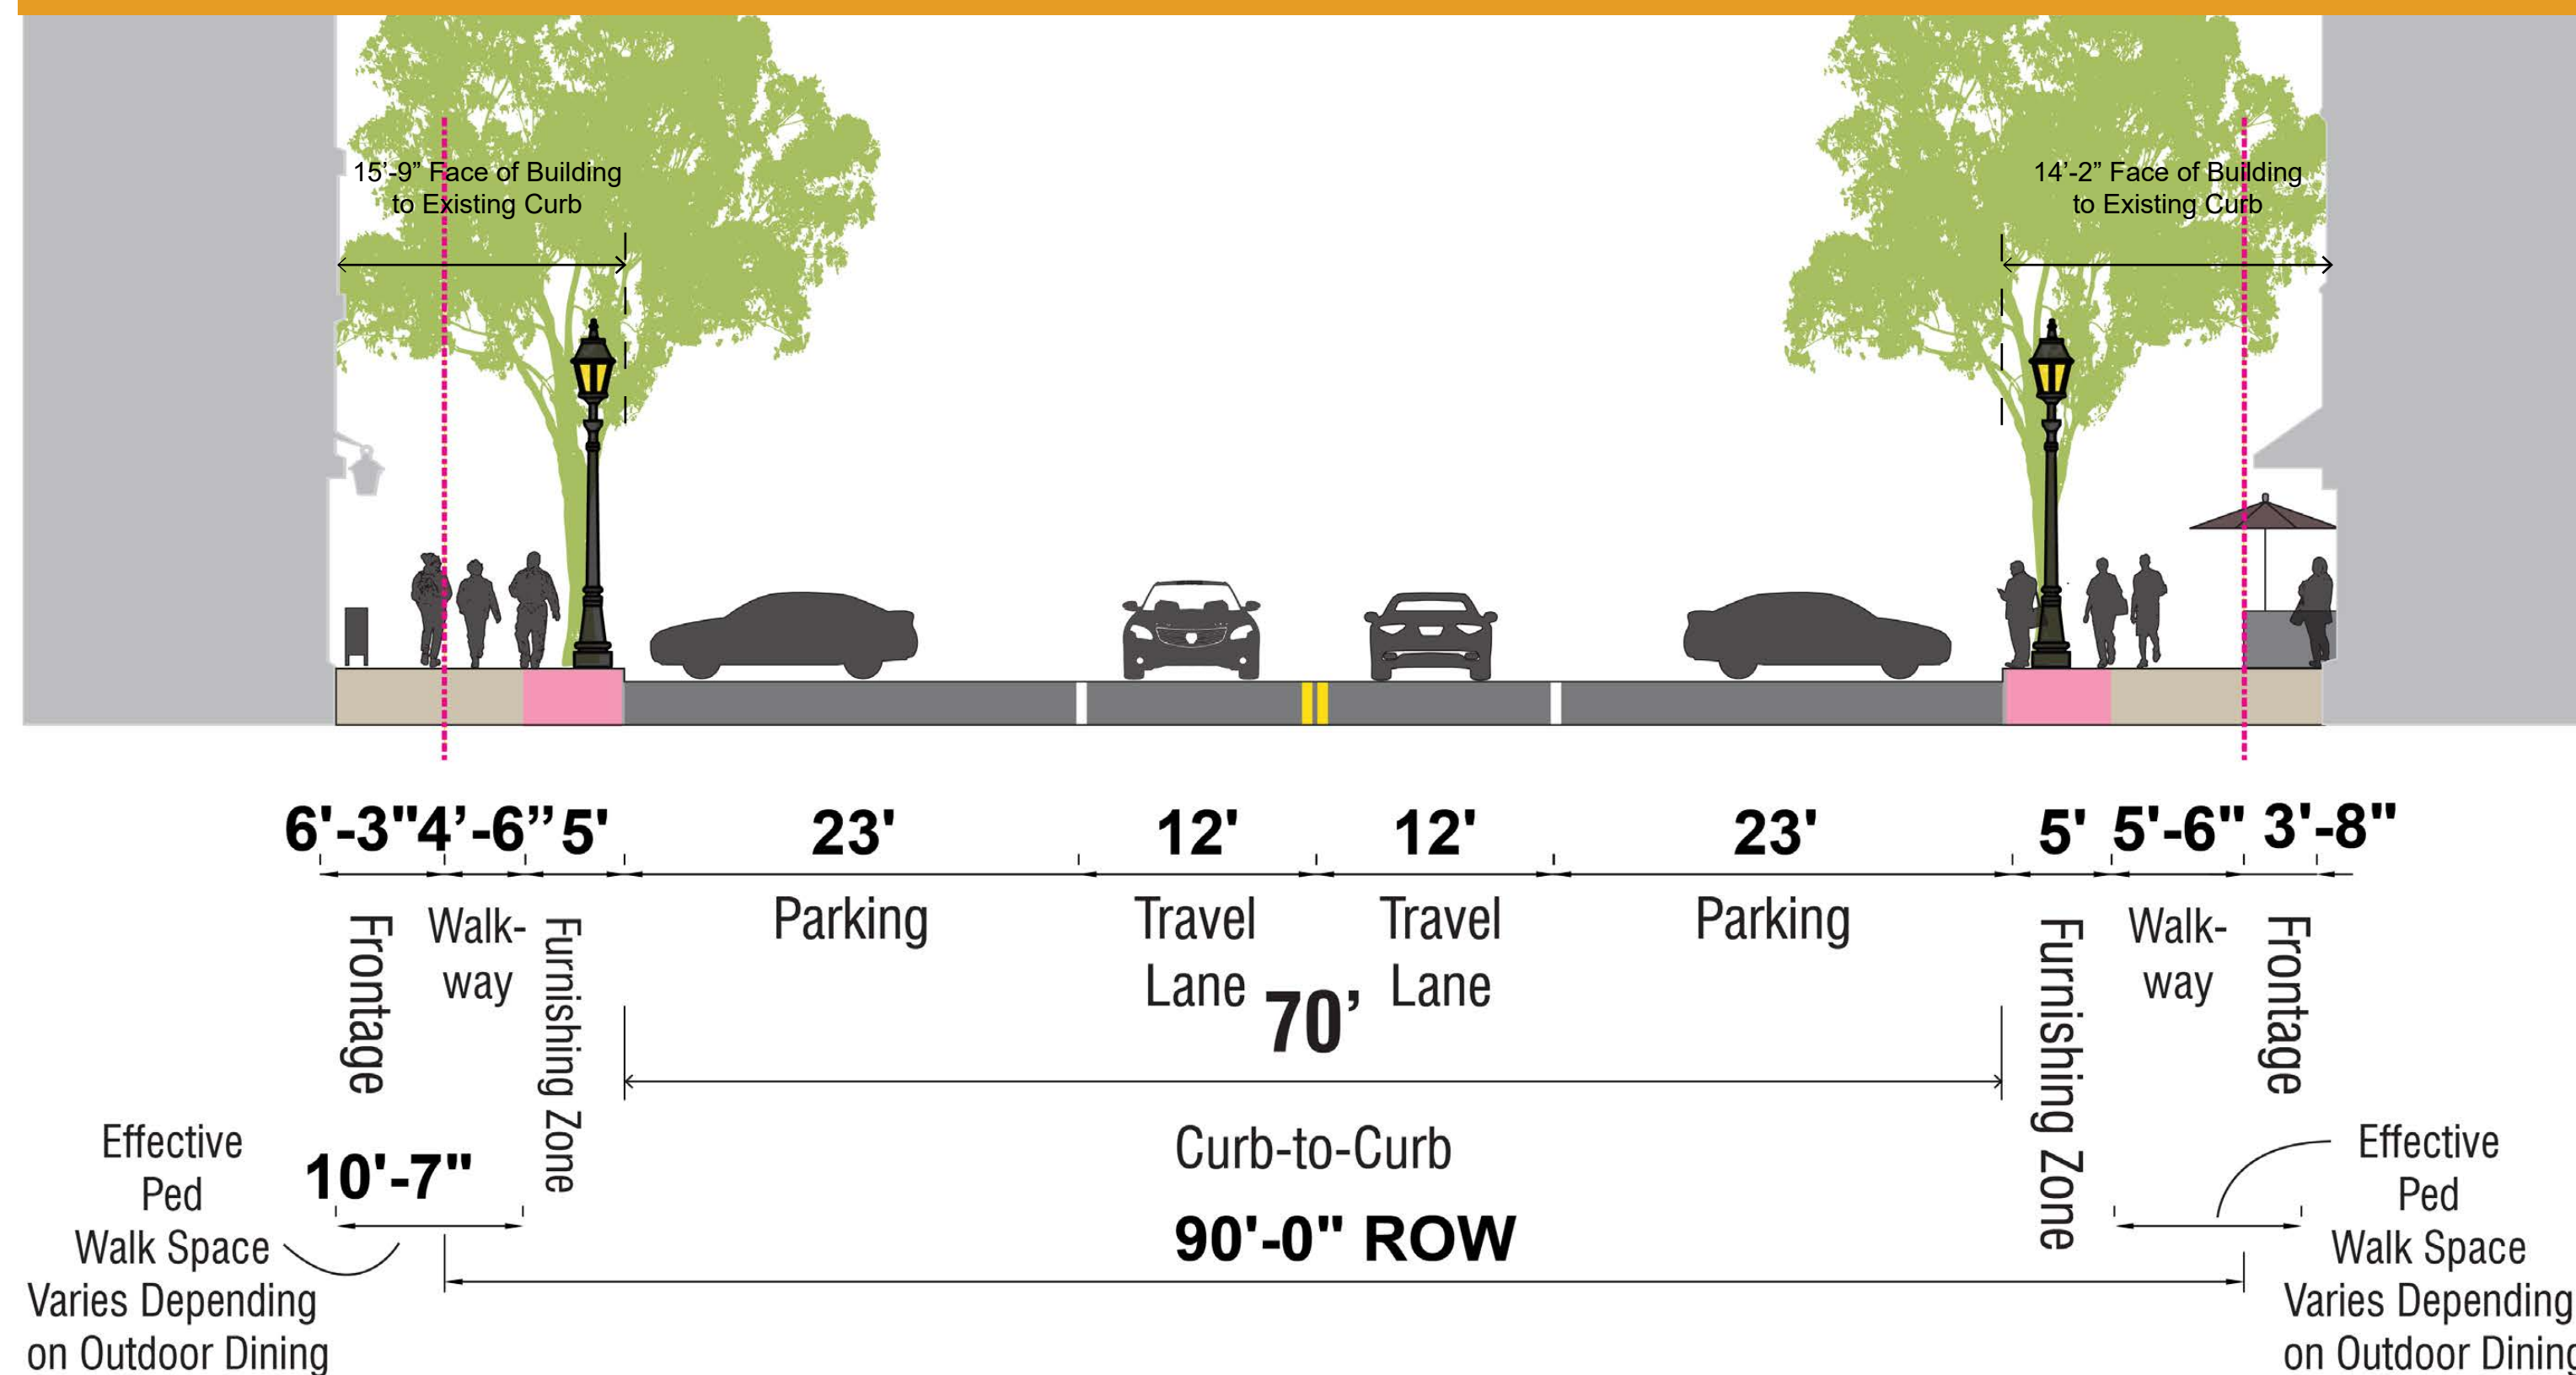 15’-9” Face of Building
to Existing Curb
14’-2” Face of Building
to Existing Curb
6'-3" 4’-6” 5' 23' 12' 12' 23' 5' 5'-6" 3'-8"
Frontage
Walk-
way
Furnishing Zone
Parking
Travel
Lane
Travel
Lane
Parking
Furnishing Zone
Walk-
way
Frontage
70’
Curb-to-Curb
90'-0" ROW
10'-7"
Effective
Ped
Walk Space
Varies Depending
on Outdoor Dining
Effective
Ped
Walk Space
Varies Depending
on Outdoor Dining